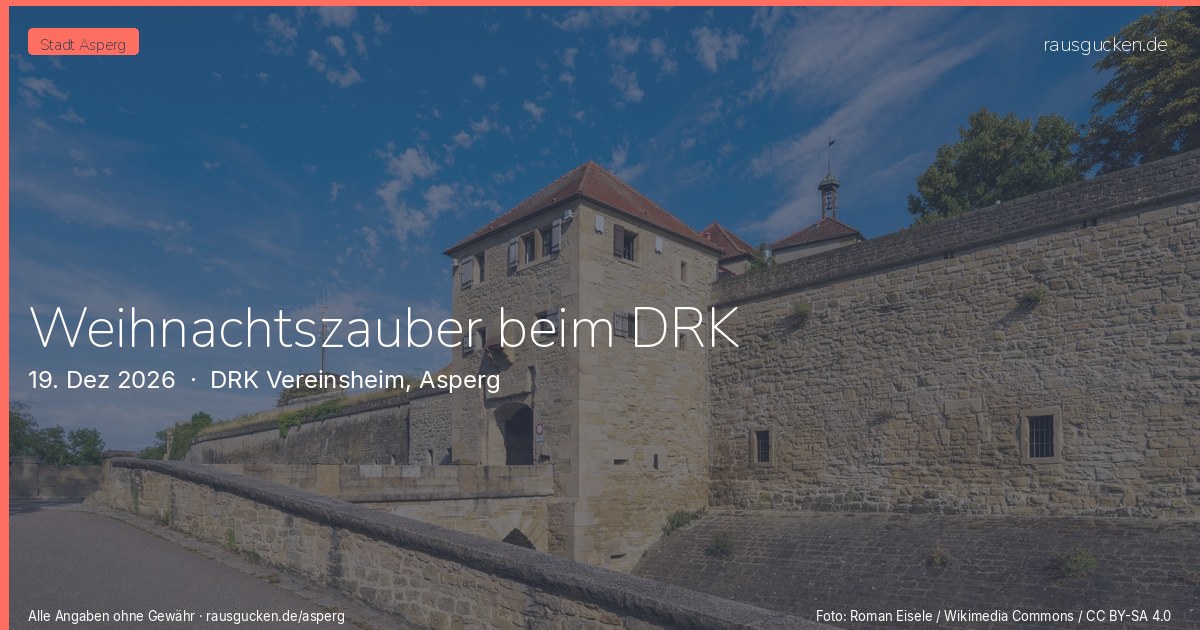 Stadt Asperg
rausgucken.de
Weihnachtszauber beim DRK
19. Dez 2026 · DRK Vereinsheim, Asperg
Alle Angaben ohne Gewähr · rausgucken.de/asperg
Foto: Roman Eisele / Wikimedia Commons / CC BY-SA 4.0